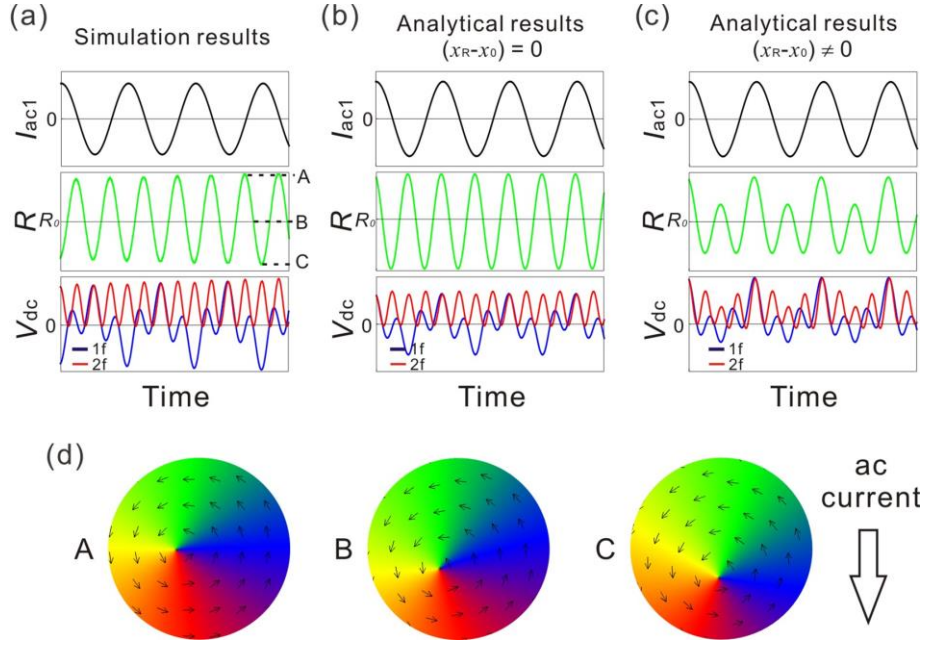 (a)
Simulation results
(b)
Analytical results
(xR-x0) = 0
(c)
Analytical results
(xR-x0) ≠ 0
Iac1
0
Iac1
0
Iac1
0
R
R0
A
B
C
R
R0
R
R0
Vdc
0
1f
2f
Vdc
0
1f
2f
Vdc
0
1f
2f
Time
Time
Time
(d)
A
B
C
ac
current